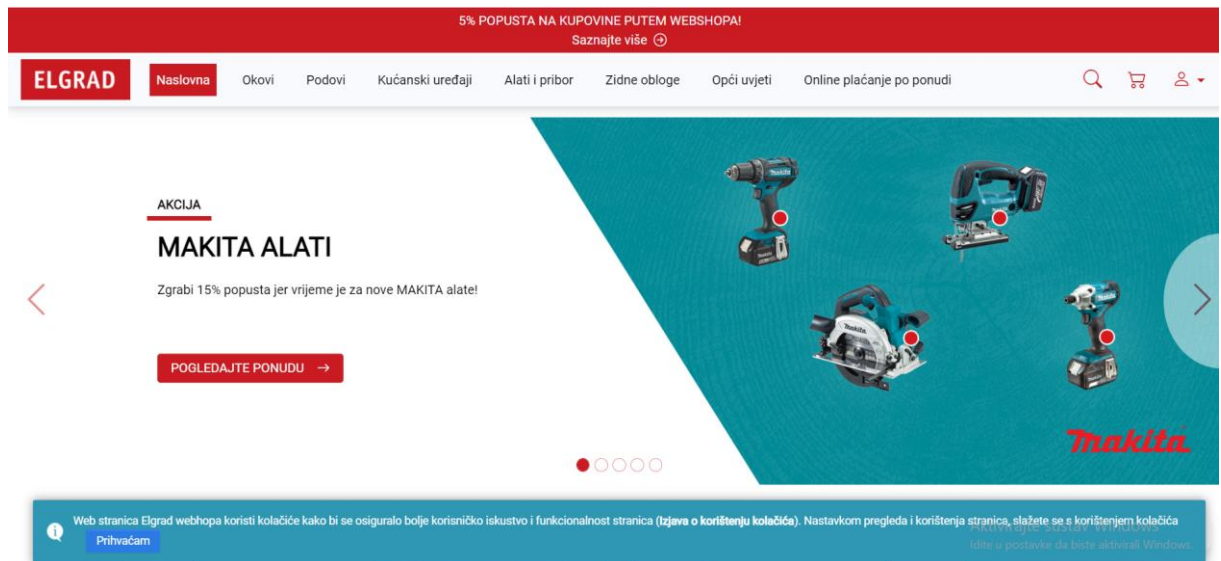 5% POPUSTA NA KUPOVINE PUTEM WEBSHOPA!
Saznajte više
ELGRAD Naslovna Okovi Podovi Kućanski uređaji Alati i pribor Zidne obloge Opći uvjeti Online plaćanje po ponudi
AKCIJA
MAKITA ALATI
Zgrabi 15% popusta jer vrijeme je za nove MAKITA alate!
POGLEDAJTE PONUDU →
makita
Web stranica Elgrad webhopa koristi kolačiće kako bi se osiguralo bolje korisničko iskustvo i funkcionalnost stranica (Izjava o korištenju kolačića). Nastavkom pregleda i korištenja stranica, slažete se s korištenjem kolačića
Prihvaćam
Aktivirajte sustav Windows
Idite u postavke da biste aktivirali Windows.